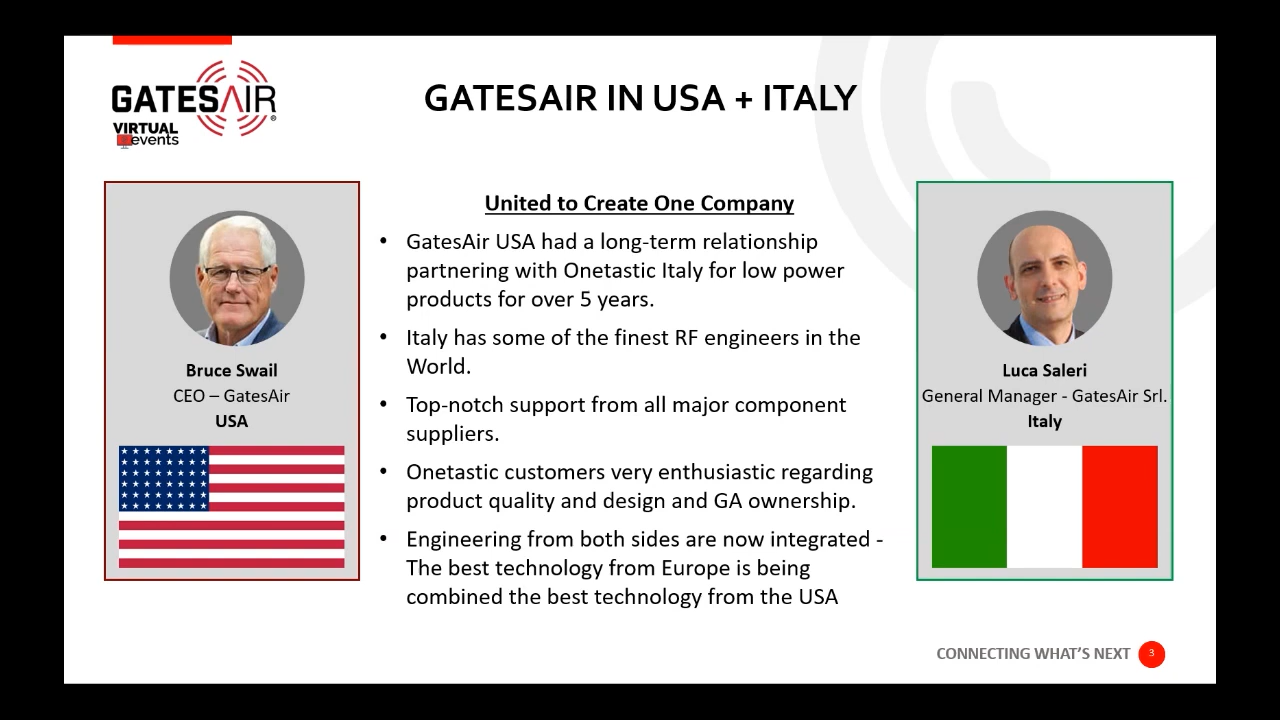 GATESAIR®
VIRTUAL
events
GATESAIR IN USA + ITALY
Bruce Swail
CEO – GatesAir
USA
United to Create One Company
• GatesAir USA had a long-term relationship
partnering with Onetastic Italy for low power
products for over 5 years.
• Italy has some of the finest RF engineers in the
World.
• Top-notch support from all major component
suppliers.
• Onetastic customers very enthusiastic regarding
product quality and design and GA ownership.
• Engineering from both sides are now integrated -
The best technology from Europe is being
combined the best technology from the USA
Luca Saleri
General Manager - GatesAir Srl.
Italy
CONNECTING WHAT'S NEXT 3